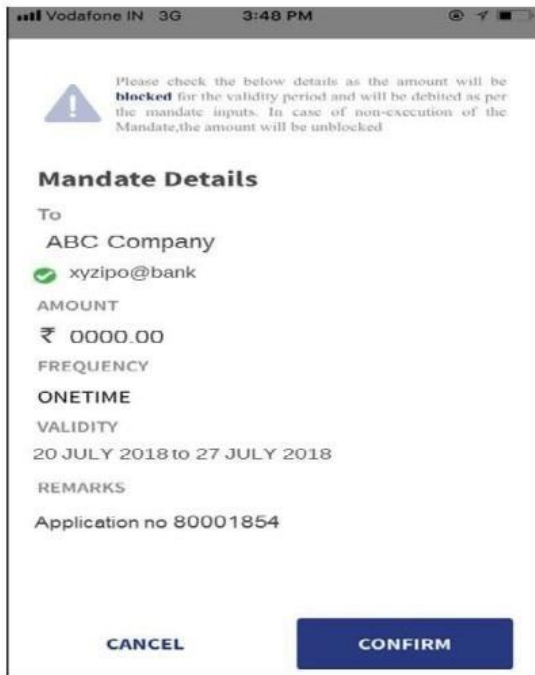 Vodafone IN 3G 3:48 PM
Please check the below details as the amount will be
blocked for the validity period and will be debited as per
the mandate inputs. In case of non-execution of the
Mandate,the amount will be unblocked
Mandate Details
To
ABC Company
xyzipo@bank
AMOUNT
₹ 0000.00
FREQUENCY
ONETIME
VALIDITY
20 JULY 2018 to 27 JULY 2018
REMARKS
Application no 80001854
CANCEL CONFIRM